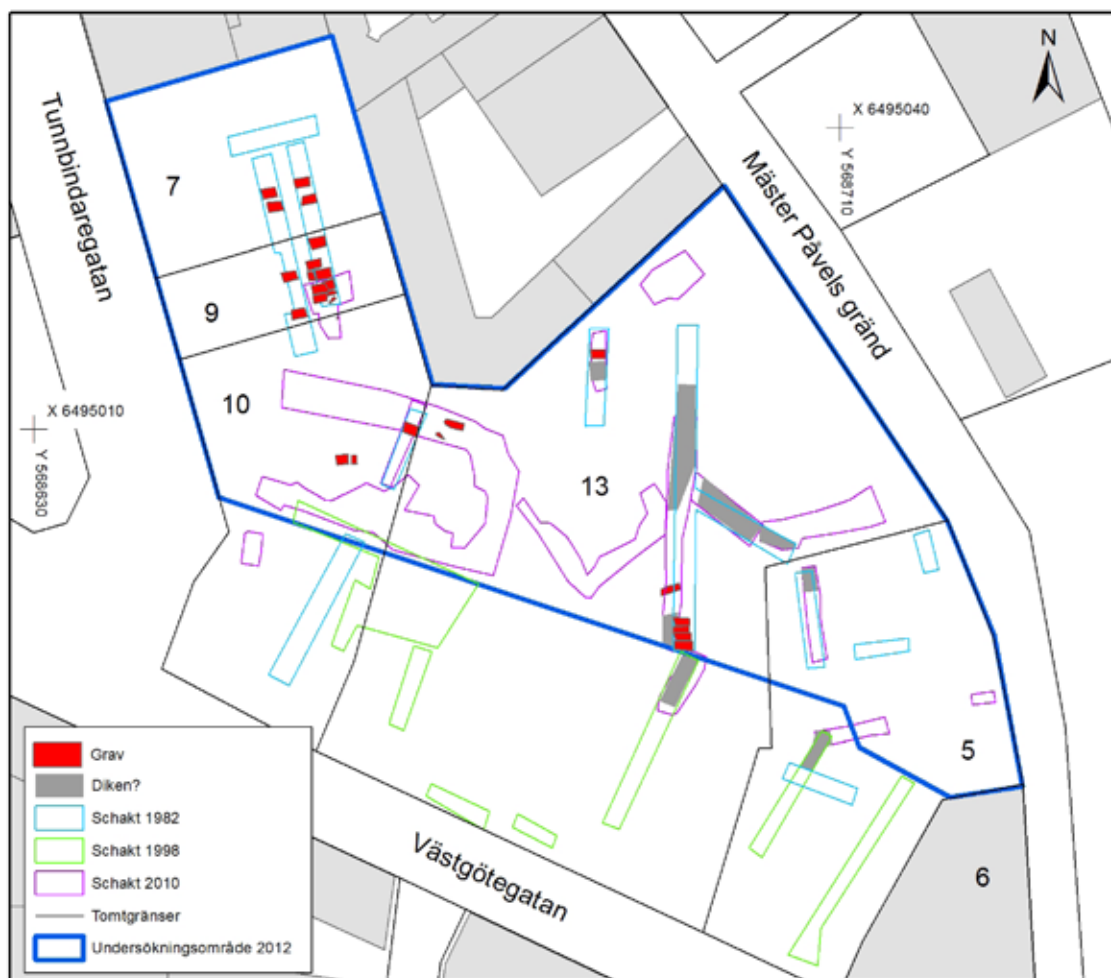 N
X 6495040
Y 568710
Tunnbindaregatan
Mäster Påvels gränd
7
9
10
X 6495010
Y 568630
13
5
6
Västgötegatan
Grav
Diken?
Schakt 1982
Schakt 1998
Schakt 2010
Tomtgränser
Undersökningsområde 2012